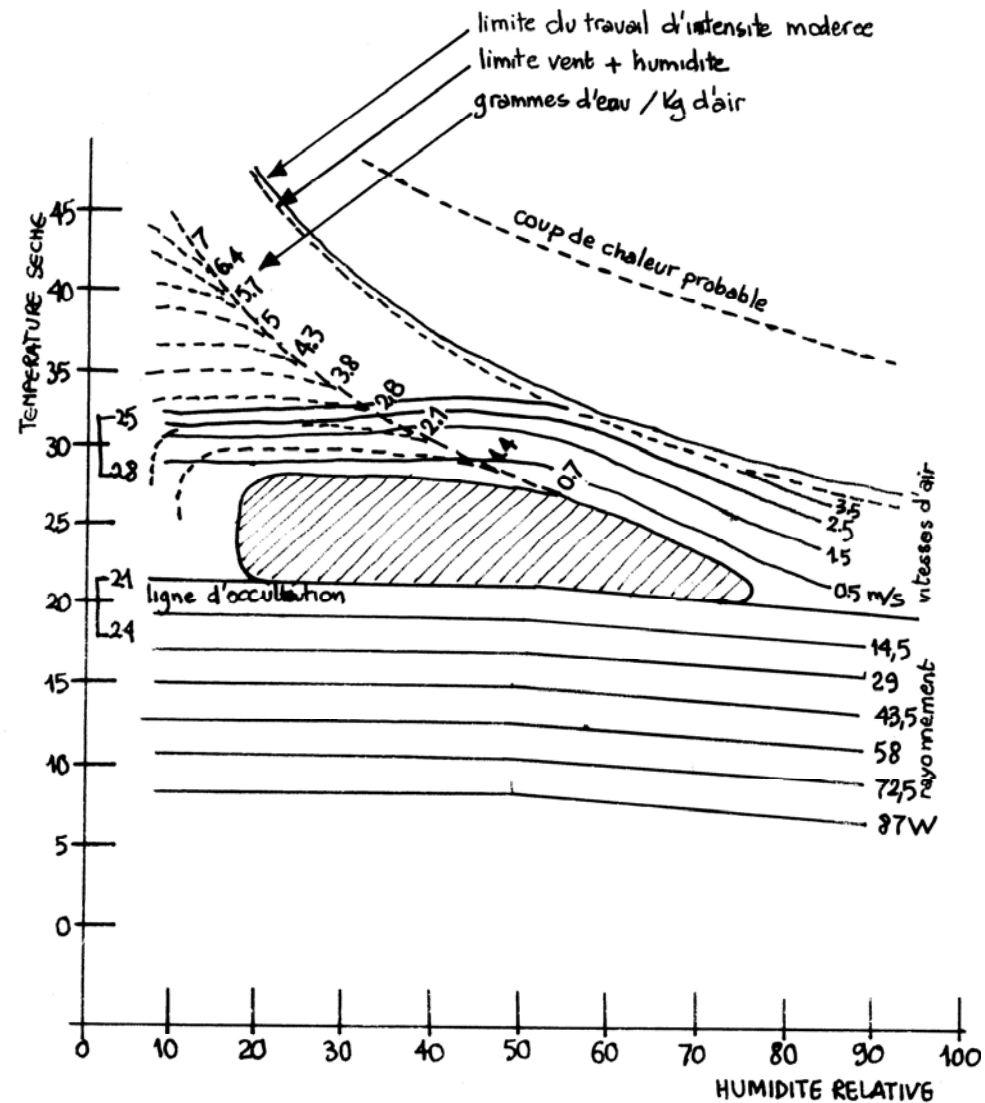 limite du travail d'intensite moderee
limite vent + humidite
grammes d'eau / Kg d'air
TEMPERATURE SECHE
45
40
35
30
25
20
15
10
5
0
25
28
21
24
7
6.4
5.7
5
4.3
3.8
2.8
2.1
1.4
0.7
coup de chaleur probable
3.5
2.5
1.5
0.5 m/s
vitesses d'air
ligne d'occultation
14,5
29
43,5
58
72,5
87 W
rayonnement
0 10 20 30 40 50 60 70 80 90 100
HUMIDITE RELATIVE